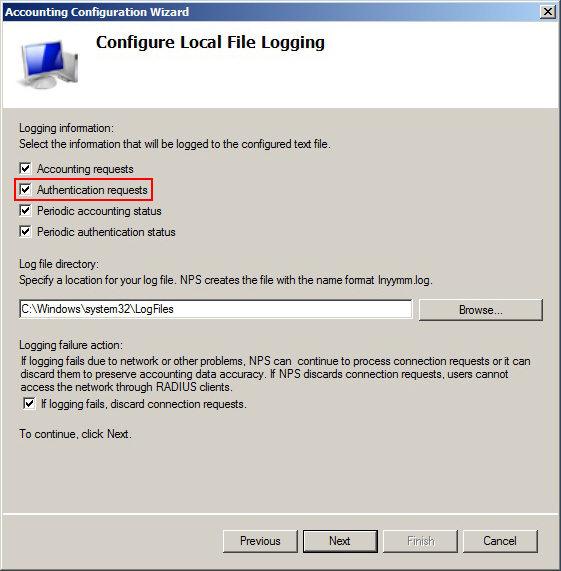 Accounting Configuration Wizard
Configure Local File Logging
Logging information:
Select the information that will be logged to the configured text file.
Accounting requests
Authentication requests
Periodic accounting status
Periodic authentication status
Log file directory:
Specify a location for your log file. NPS creates the file with the name format Inyymm.log.
C:\Windows\system32\LogFiles
Browse...
Logging failure action:
If logging fails due to network or other problems, NPS can  continue to process connection requests or it can
discard them to preserve accounting data accuracy. If NPS discards connection requests, users cannot
access the network through RADIUS clients.
If logging fails, discard connection requests.
To continue, click Next.
Previous
Next
Finish
Cancel